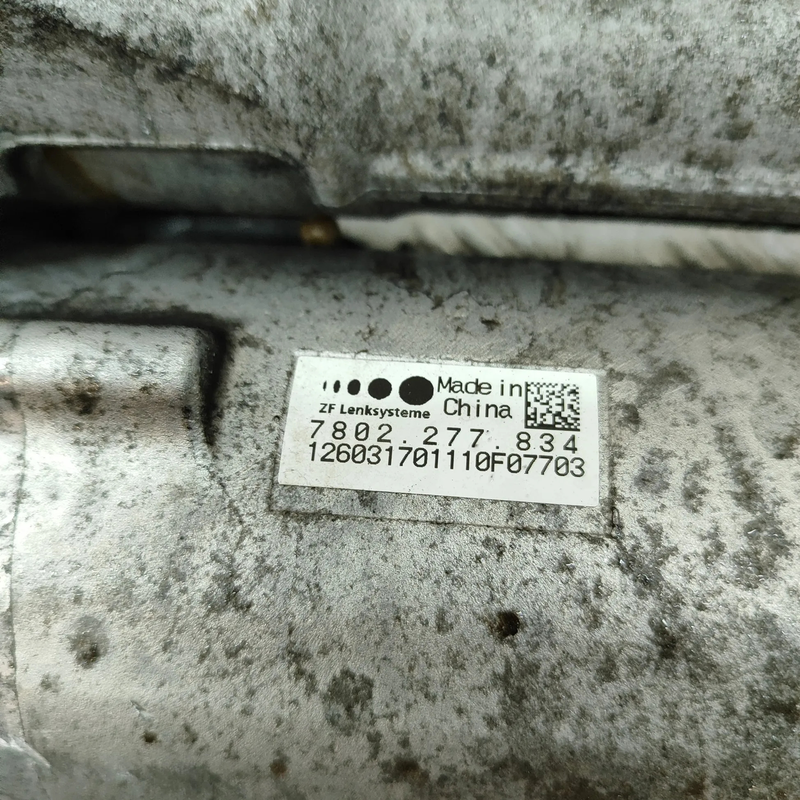 Made in
China
ZF Lenksysteme
7802.277.834
126031701110F07703